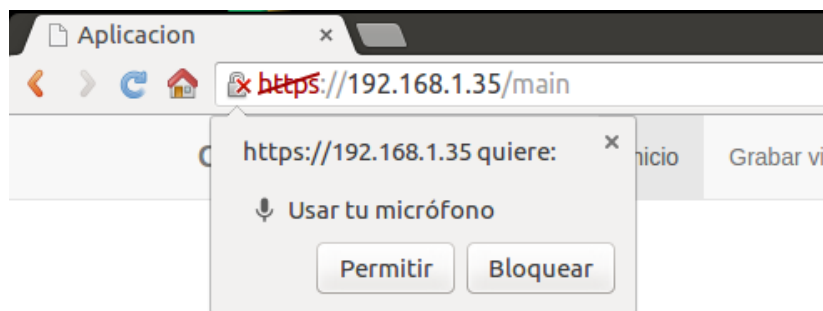 Aplicacion
https://192.168.1.35/main
https://192.168.1.35 quiere:
nicio Grabar vi
Usar tu micrófono
Permitir Bloquear